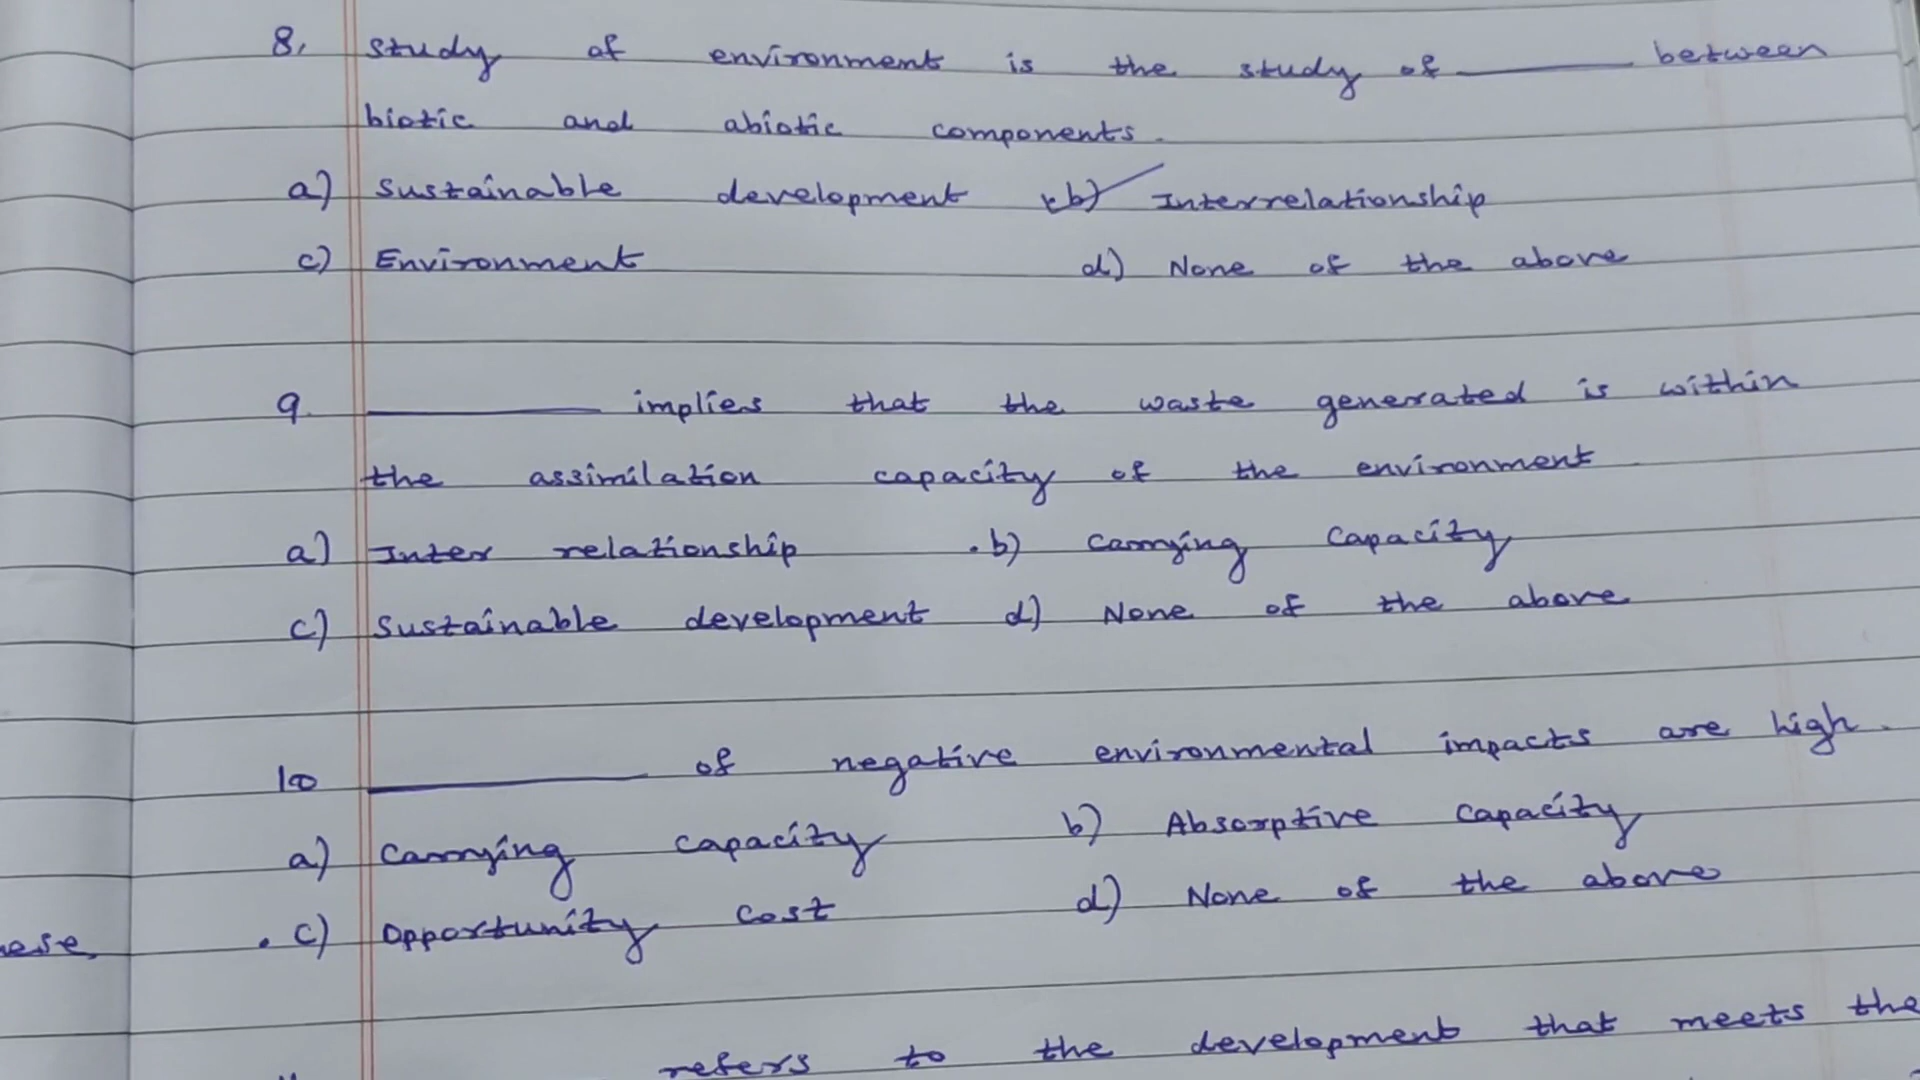 8. Study of environment is the study of ______ between
biotic and abiotic components.
a) Sustainable development b) Interrelationship
c) Environment d) None of the above
9. ______ implies that the waste generated is within
the assimilation capacity of the environment
a) Inter relationship b) Carrying Capacity
c) Sustainable development d) None of the above
10 ______ of negative environmental impacts are high.
a) Carrying capacity b) Absorptive capacity
c) Opportunity Cost d) None of the above
refers to the development that meets the